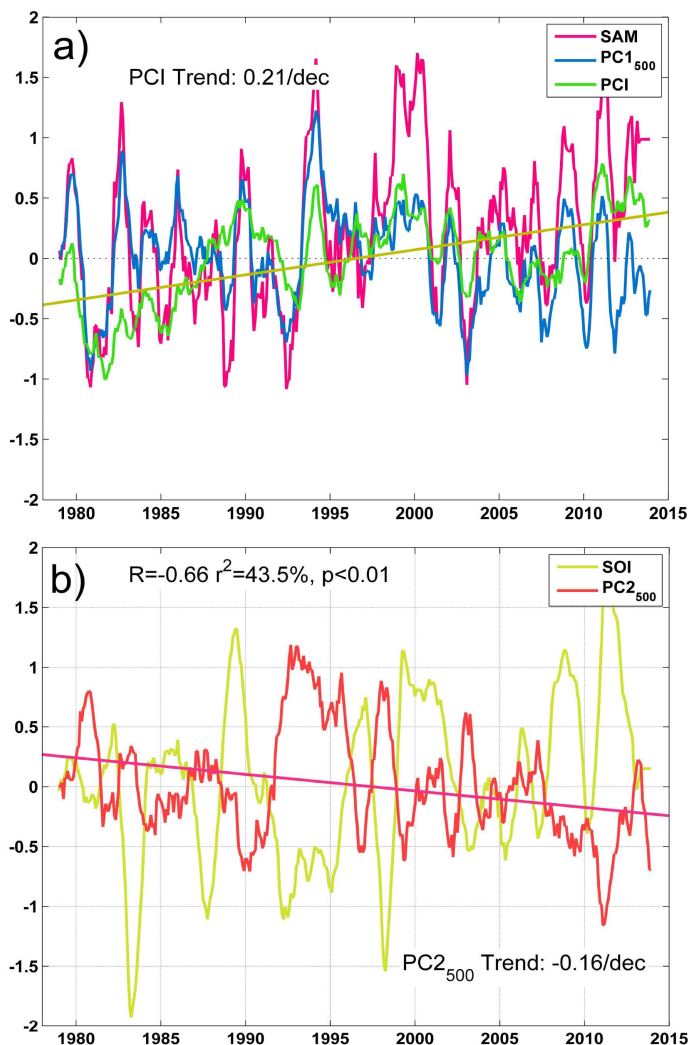 2
a)
SAM
PC1500
PCI
PCI Trend: 0.21/dec
1.5
1
0.5
0
-0.5
-1
-1.5
-2
1980 1985 1990 1995 2000 2005 2010 2015
2
b)
R=-0.66 r2=43.5%, p<0.01
SOI
PC2500
1.5
1
0.5
0
-0.5
-1
-1.5
PC2500 Trend: -0.16/dec
-2
1980 1985 1990 1995 2000 2005 2010 2015